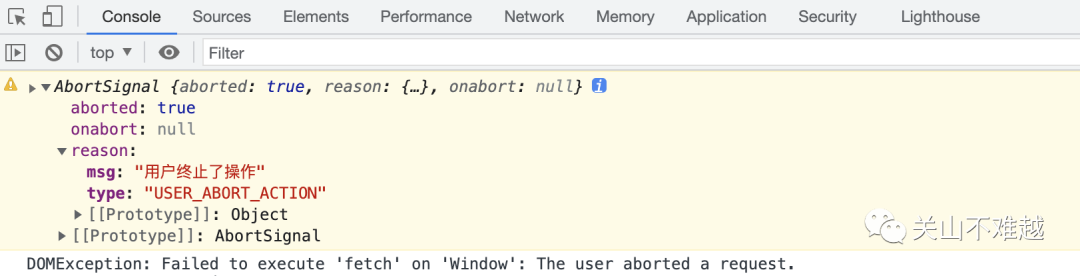 Console Sources Elements Performance Network Memory Application Security Lighthouse
top ▼ Filter
▶ ▼ AbortSignal {aborted: true, reason: {…}, onabort: null} i
aborted: true
onabort: null
▼ reason:
msg: "用户终止了操作"
type: "USER_ABORT_ACTION"
▶ [[Prototype]]: Object
▶ [[Prototype]]: AbortSignal
关山不难越
DOMException: Failed to execute 'fetch' on 'Window': The user aborted a request.